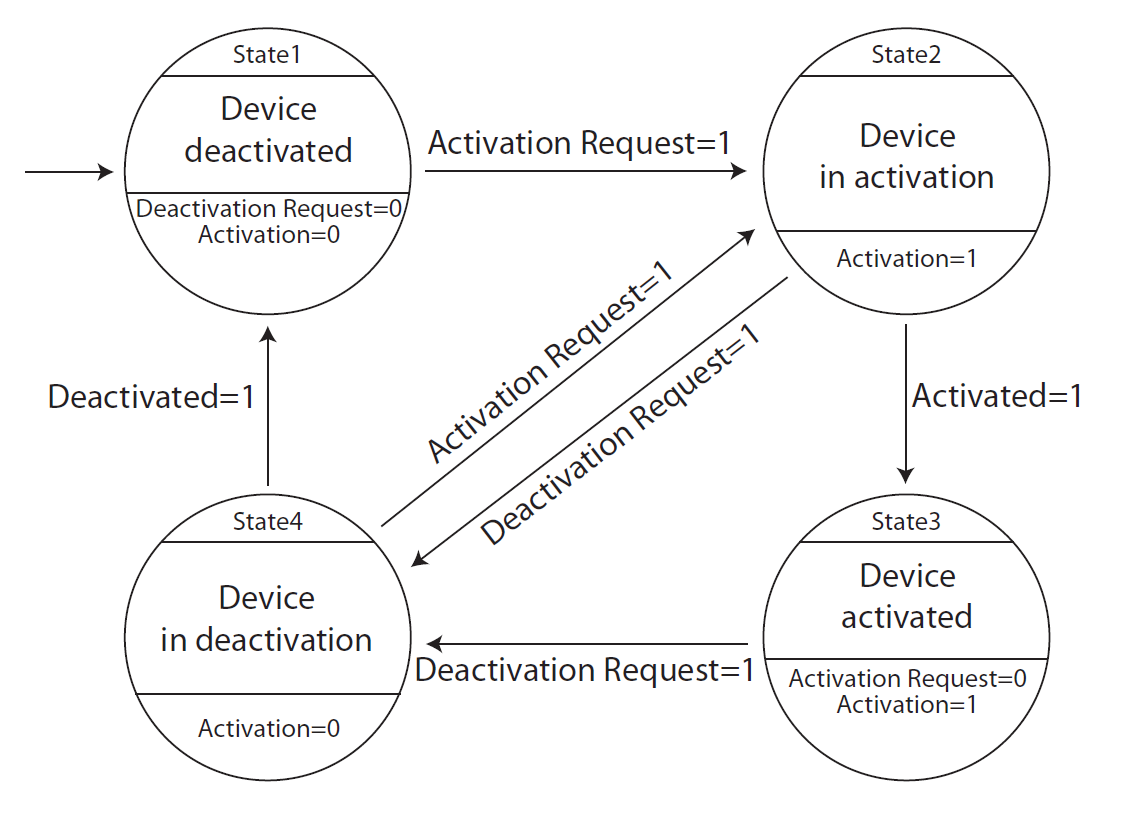 State1
Device
deactivated
Deactivation Request=0
Activation=0
Activation Request=1
State2
Device
in activation
Activation=1
Activation Request=1
Deactivation Request=1
Deactivated=1
Activated=1
State4
Device
in deactivation
Activation=0
Deactivation Request=1
State3
Device
activated
Activation Request=0
Activation=1